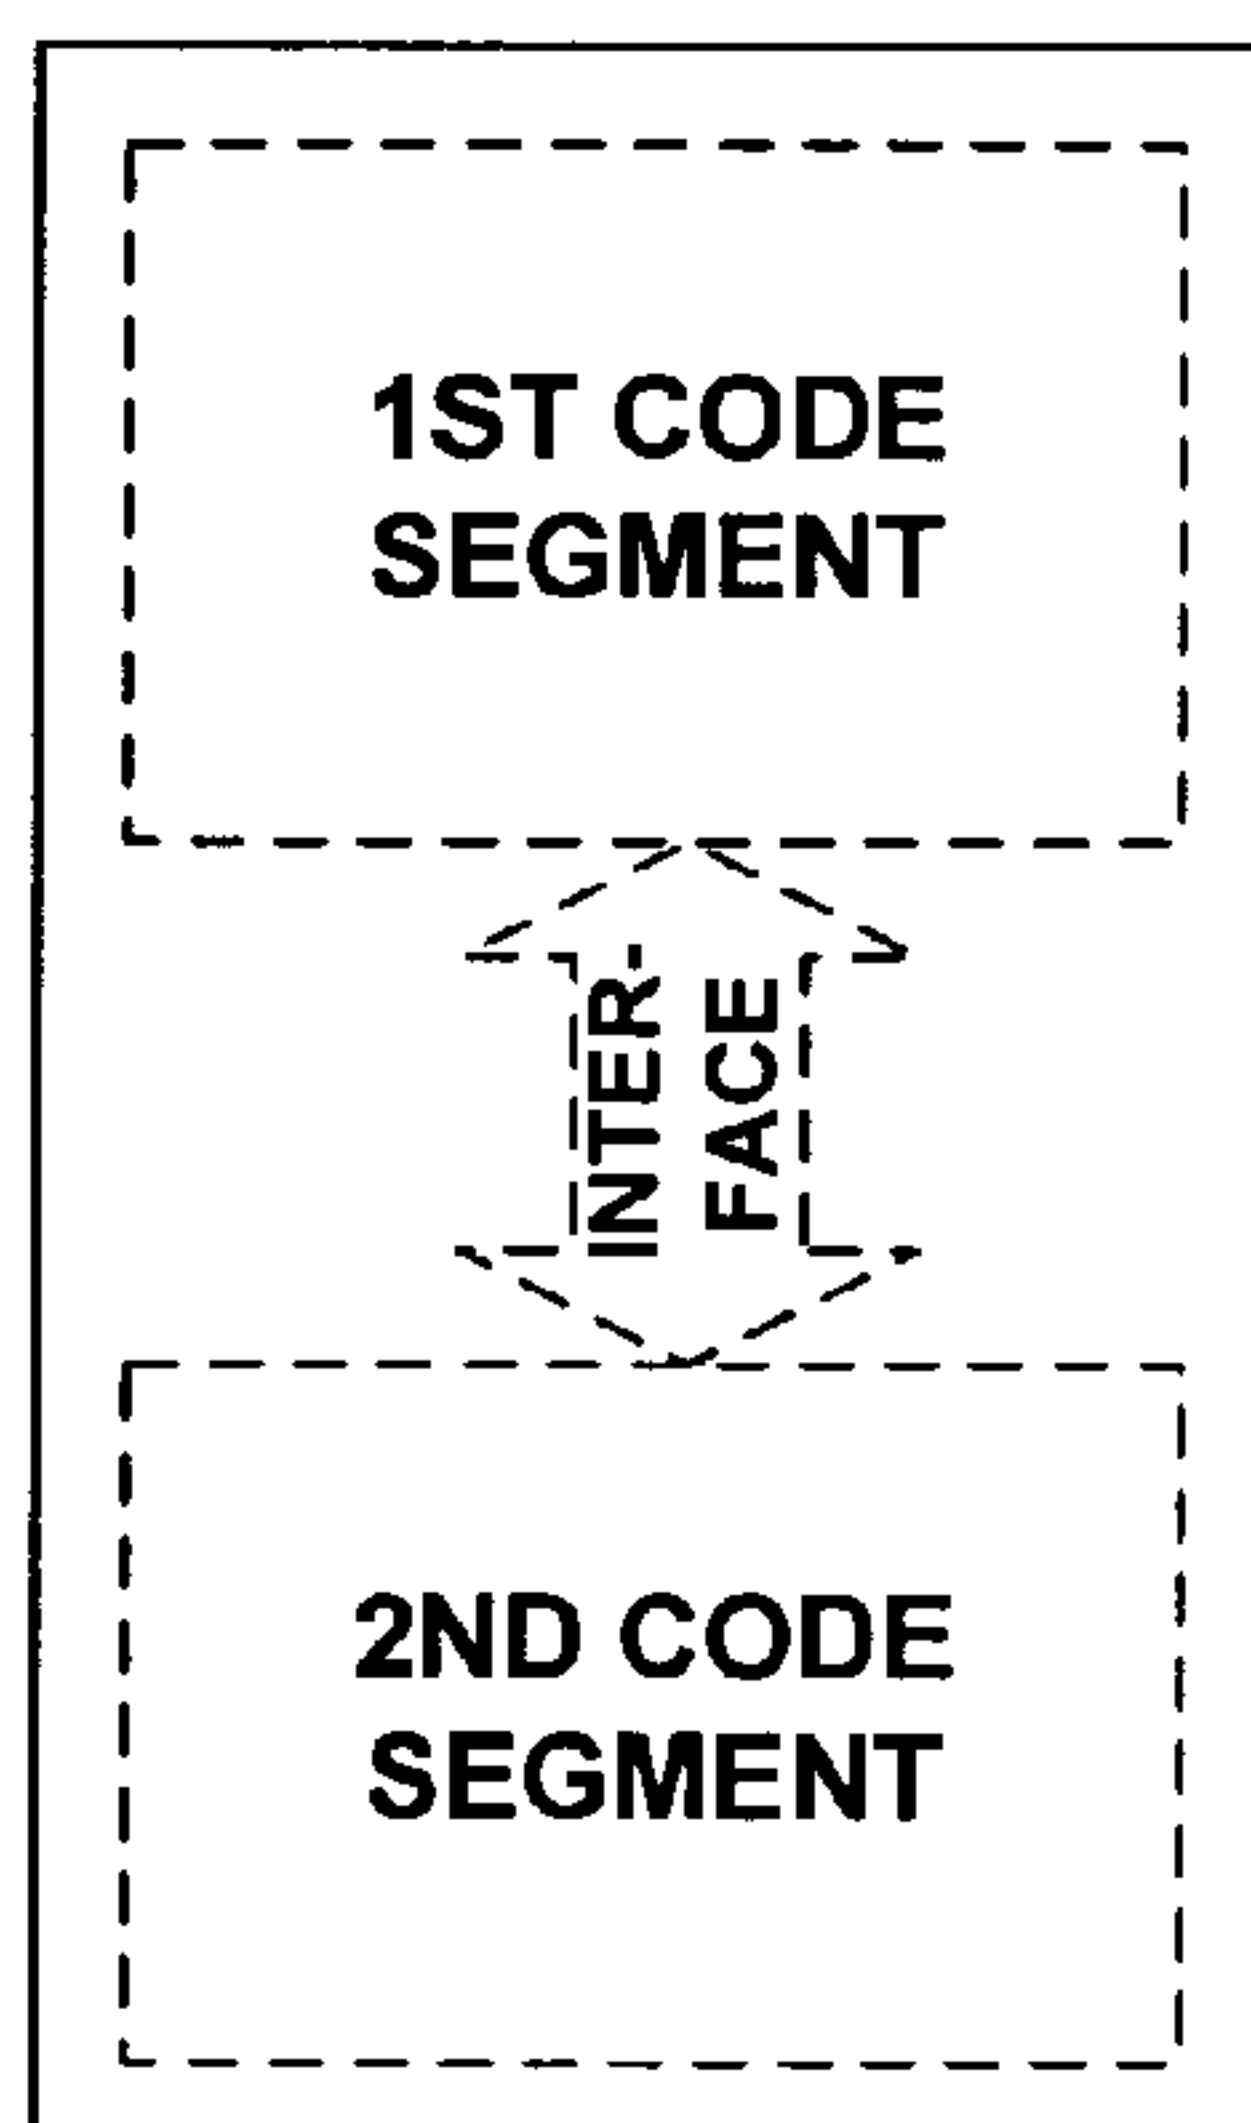 1ST CODE
SEGMENT
INTER-
FACE
2ND CODE
SEGMENT